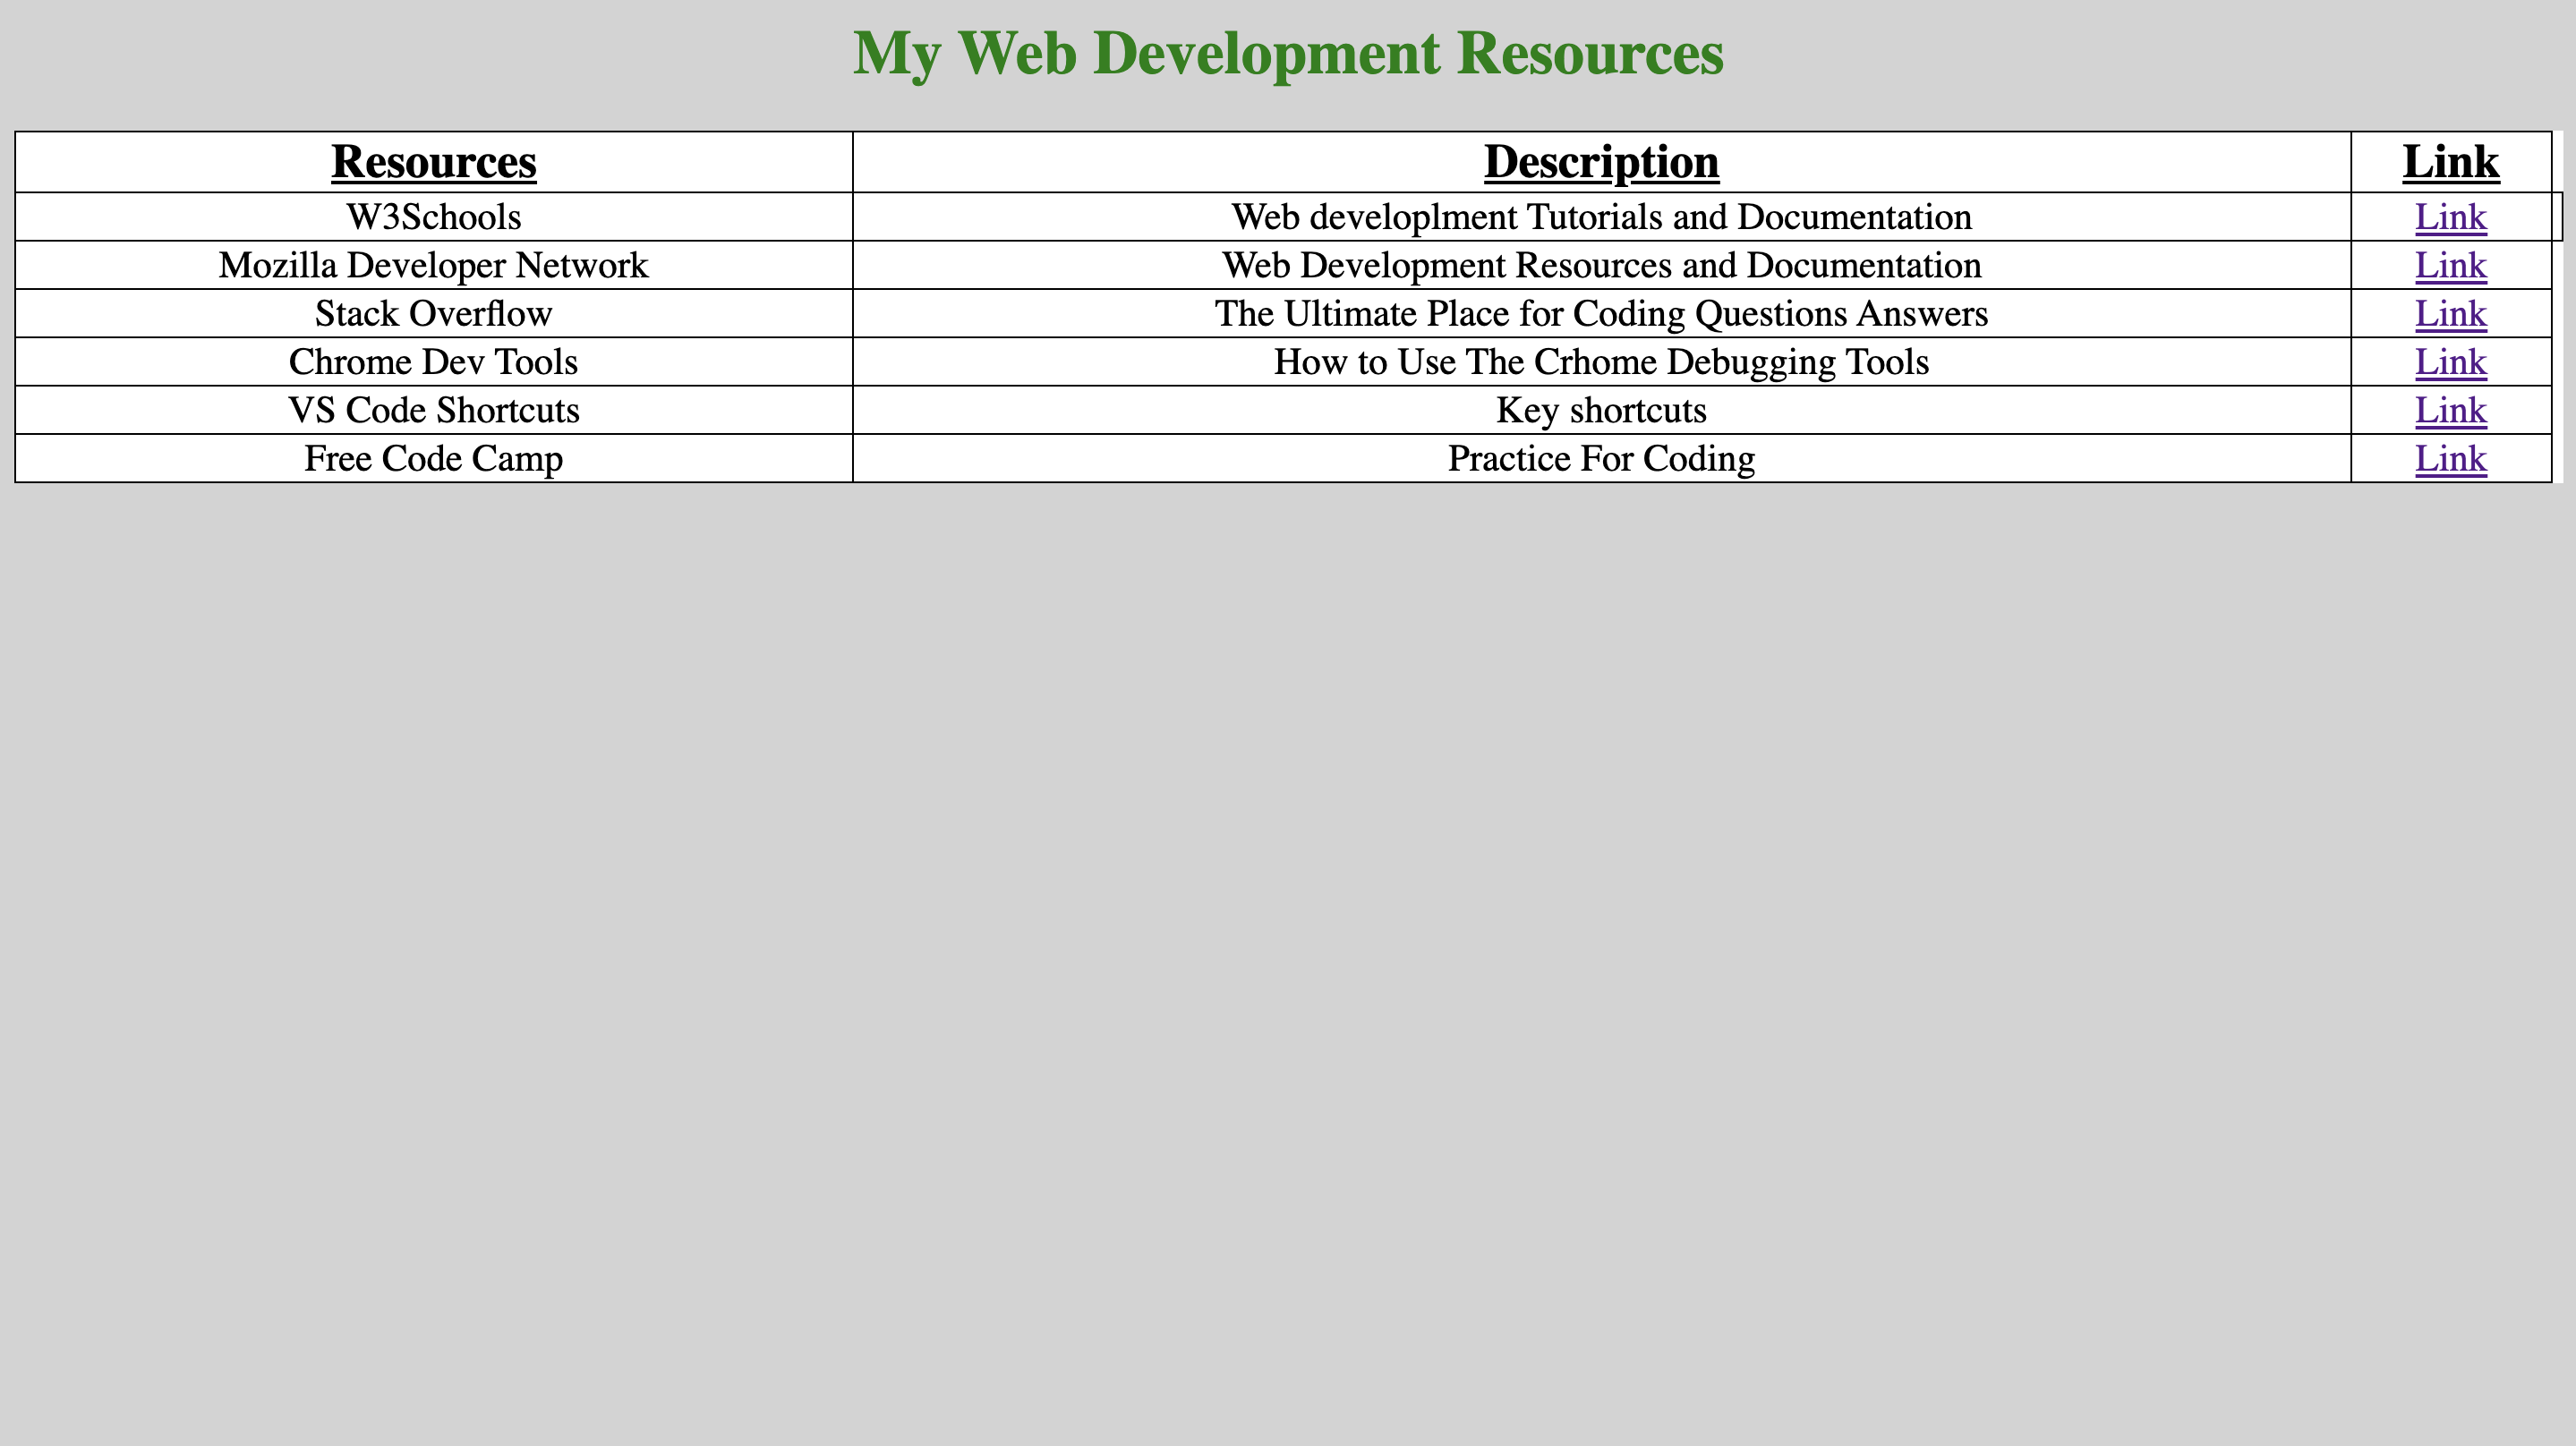 My Web Development Resources
Resources Description Link
W3Schools Web developlment Tutorials and Documentation Link
Mozilla Developer Network Web Development Resources and Documentation Link
Stack Overflow The Ultimate Place for Coding Questions Answers Link
Chrome Dev Tools How to Use The Crhome Debugging Tools Link
VS Code Shortcuts Key shortcuts Link
Free Code Camp Practice For Coding Link